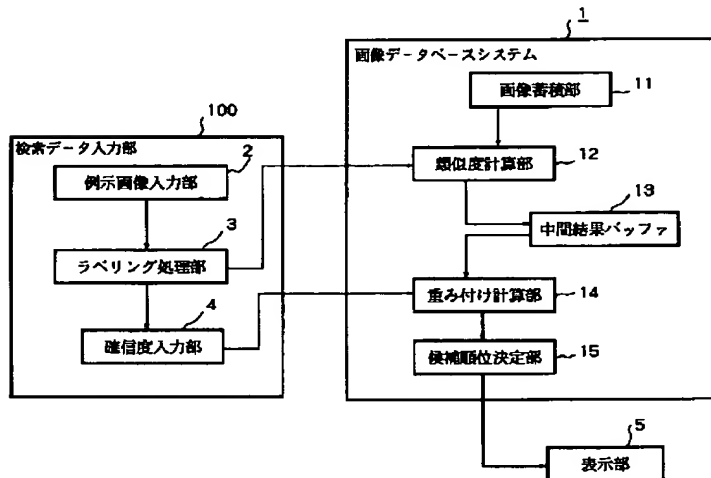 1
画像データベースシステム
画像蓄積部
11
100
検索データ入力部
例示画像入力部
2
類似度計算部
12
13
中間結果バッファ
ラベリング処理部
3
重み付け計算部
14
確信度入力部
4
候補順位決定部
15
5
表示部